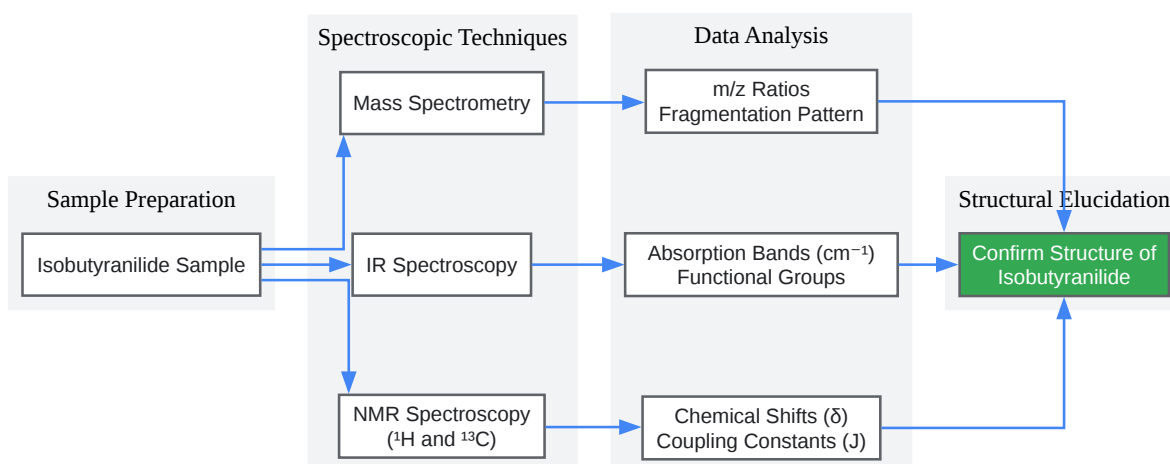 Spectroscopic Techniques
Data Analysis
Mass Spectrometry
m/z Ratios
Fragmentation Pattern
Sample Preparation
Structural Elucidation
Isobutyranilide Sample
IR Spectroscopy
Absorption Bands (cm⁻¹)
Functional Groups
Confirm Structure of
Isobutyranilide
NMR Spectroscopy
(¹H and ¹³C)
Chemical Shifts (δ)
Coupling Constants (J)